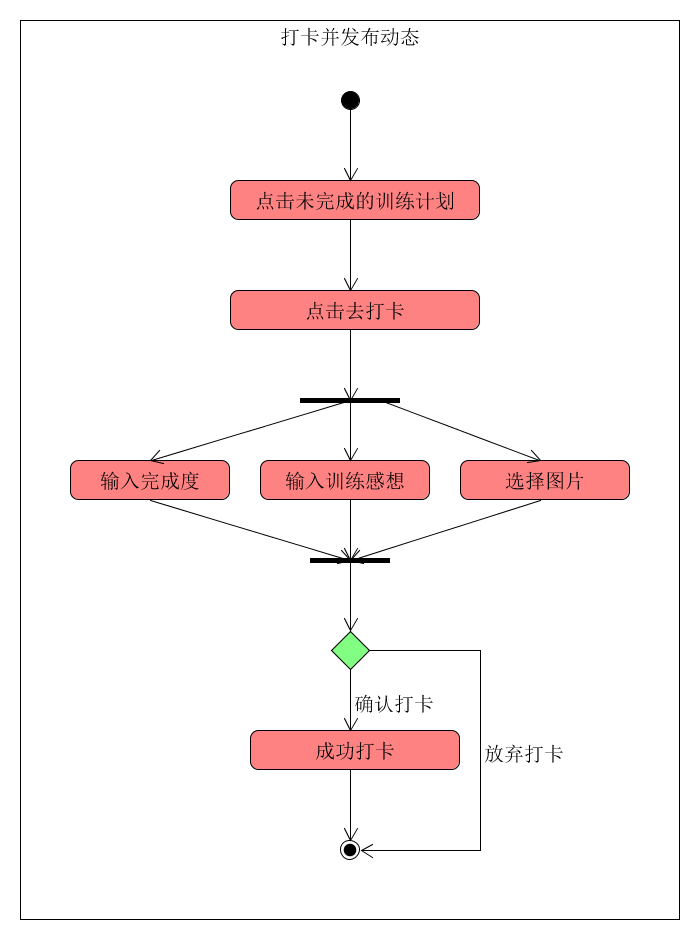 打卡并发布动态
点击未完成的训练计划
点击去打卡
输入完成度
输入训练感想
选择图片
确认打卡
成功打卡
放弃打卡